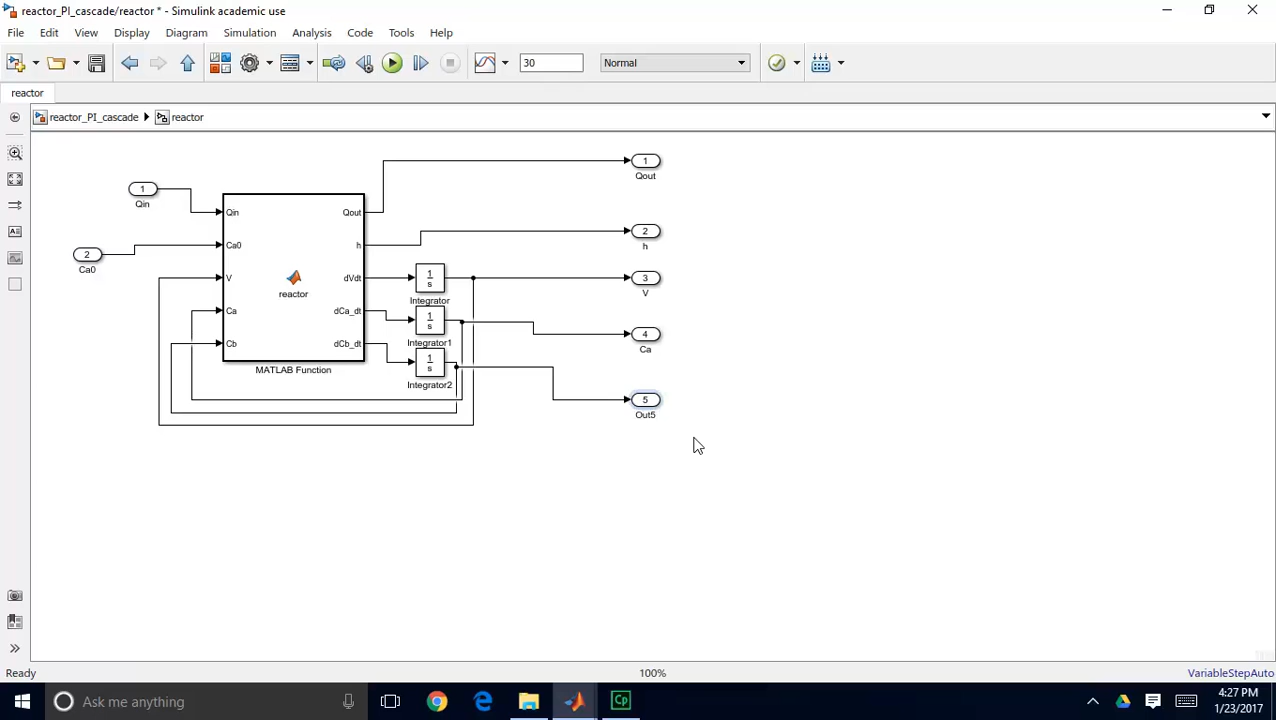 reactor_PI_cascade/reactor * - Simulink academic use
File Edit View Display Diagram Simulation Analysis Code Tools Help
30 Normal
reactor
reactor_PI_cascade reactor
1
Qin
2
Ca0
Qin Qout
Ca0 h
V dVdt
reactor
Ca dCa_dt
Cb dCb_dt
MATLAB Function
1
s
Integrator
1
s
Integrator1
1
s
Integrator2
1
Qout
2
h
3
V
4
Ca
5
Out5
Ready 100% VariableStepAuto
Ask me anything
Cp
4:27 PM
1/23/2017